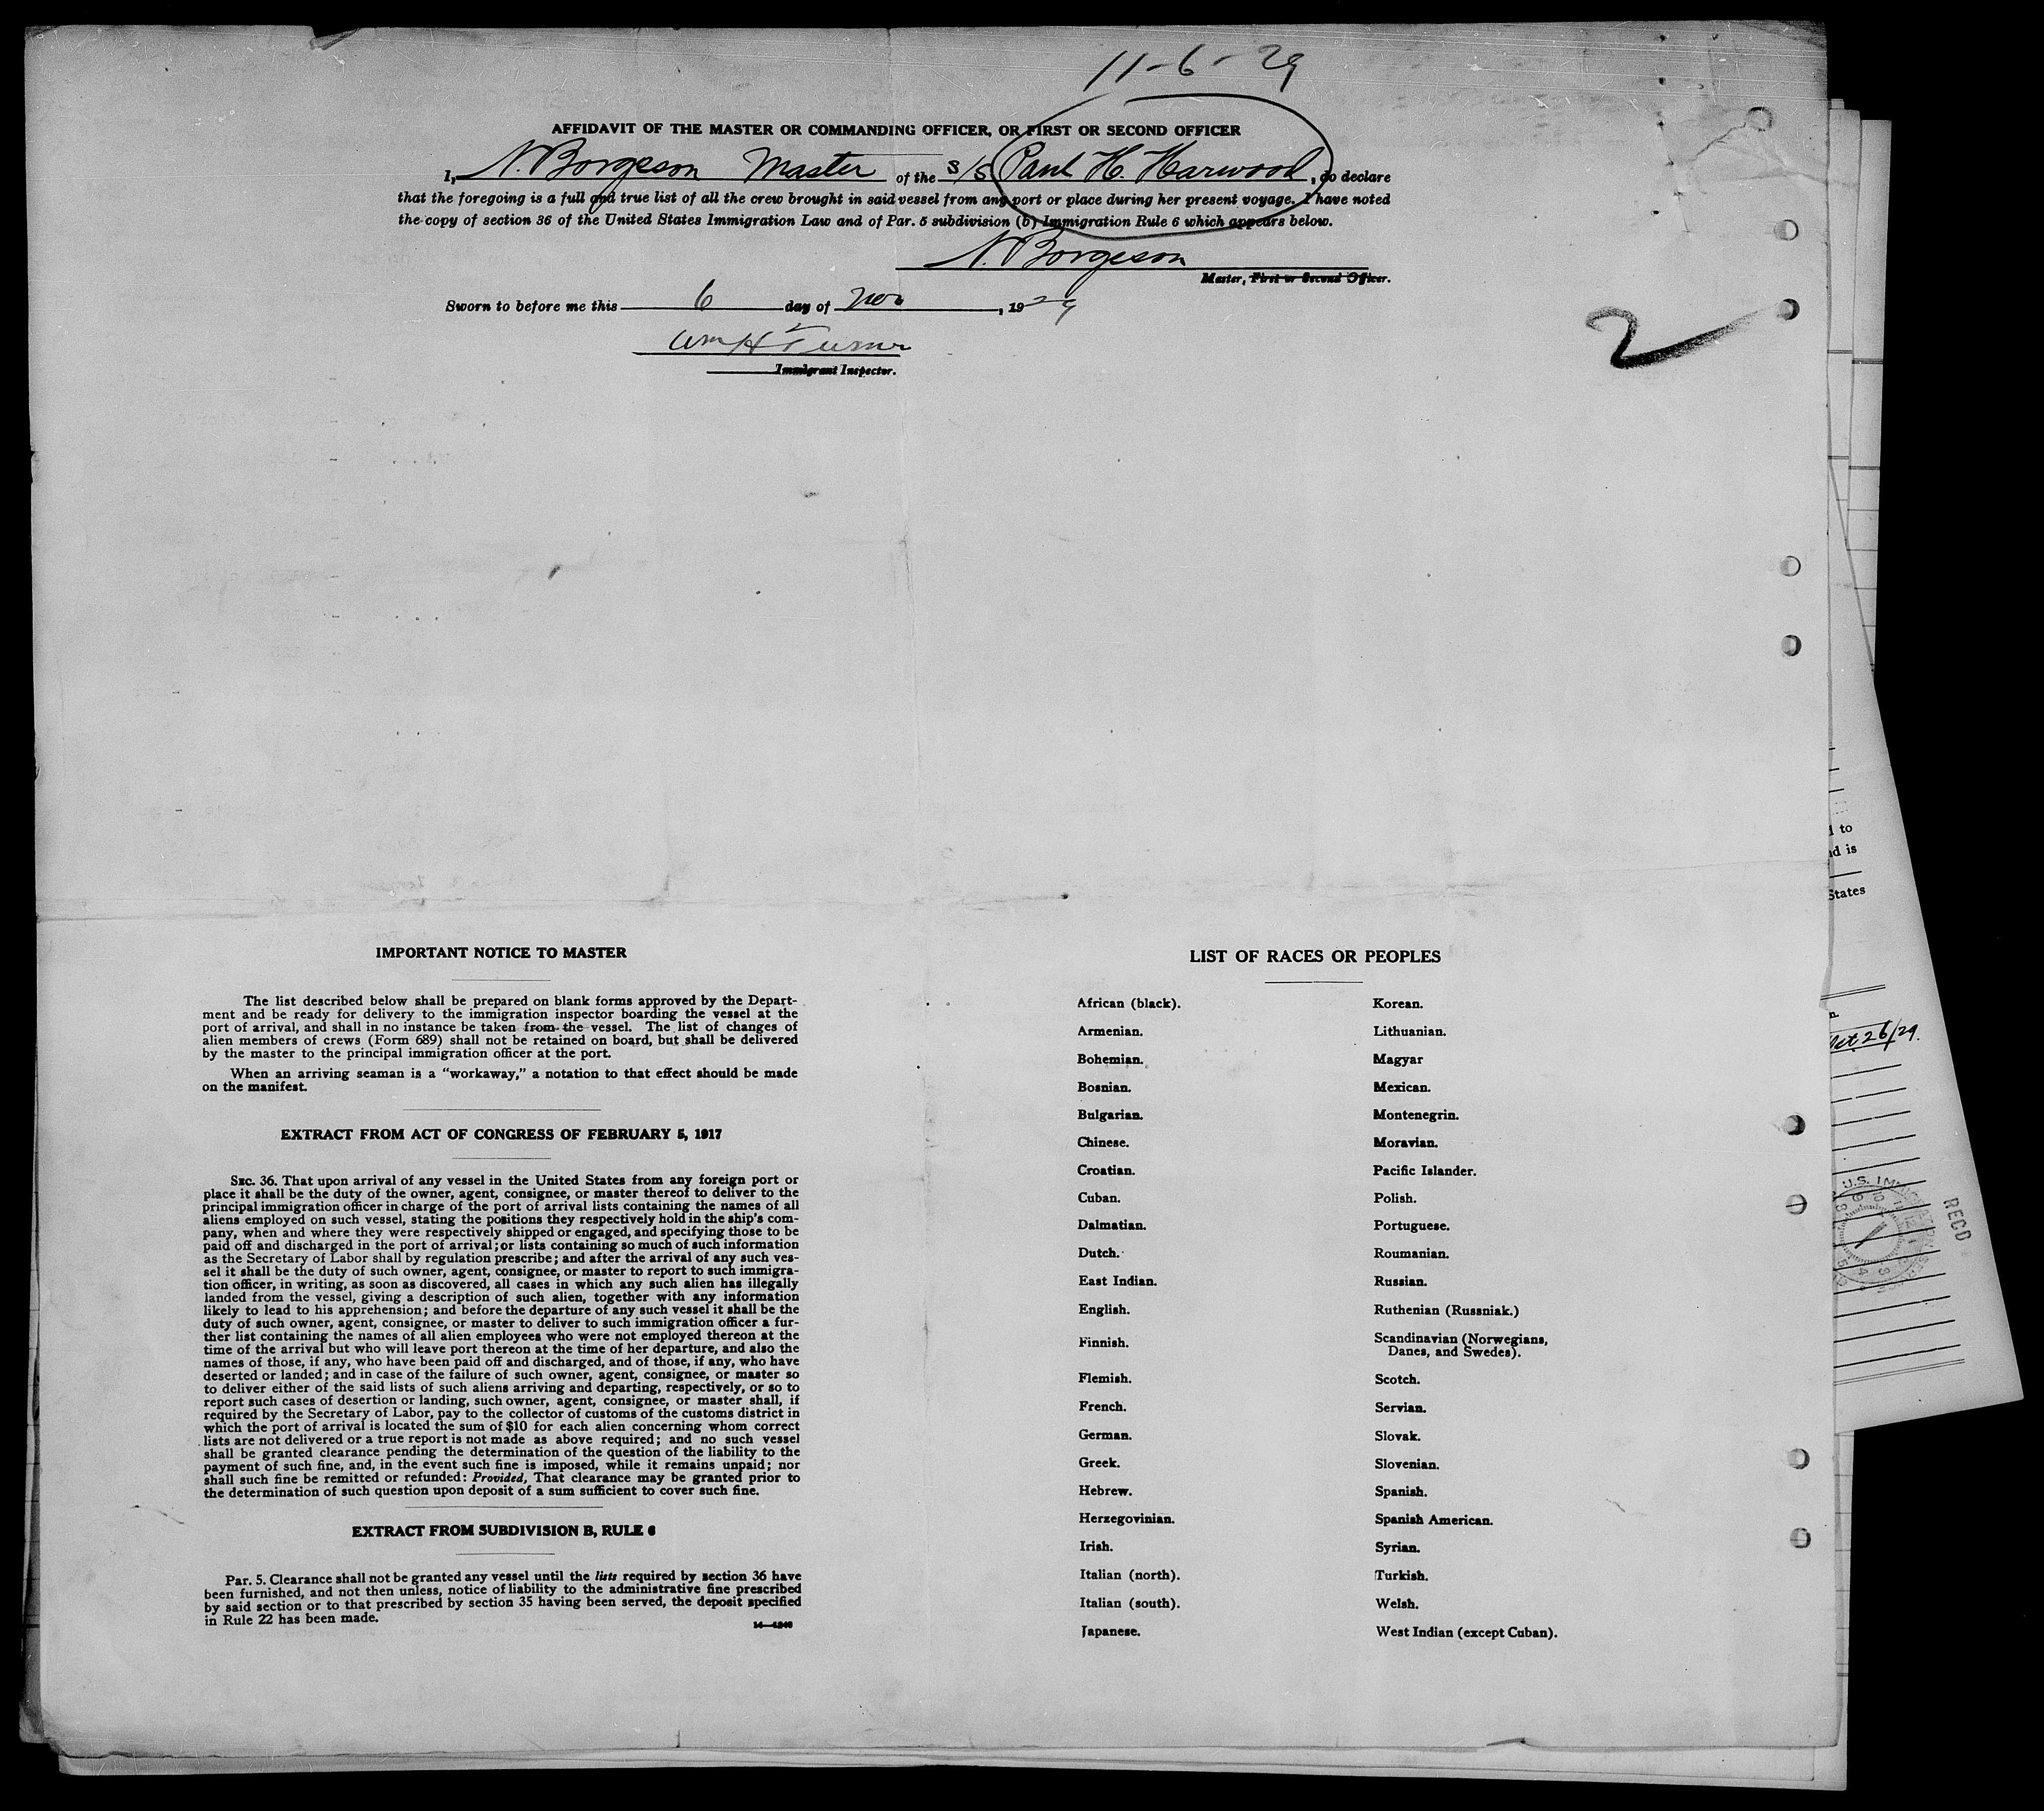 11-6-29
AFFIDAVIT OF THE MASTER OR COMMANDING OFFICER, OR FIRST OR SECOND OFFICER
I, N. Borgeson Master of the S/S Paul H. Harwood, do declare
that the foregoing is a full and true list of all the crew brought in said vessel from any port or place during her present voyage. I have noted
the copy of section 36 of the United States Immigration Law and of Par. 5 subdivision (b) Immigration Rule 6 which appears below.
N. Borgeson
Master, First or Second Officer.
Sworn to before me this 6 day of Nov, 1929
2
Wm H Turner
Immigrant Inspector.
IMPORTANT NOTICE TO MASTER
The list described below shall be prepared on blank forms approved by the Depart-
ment and be ready for delivery to the immigration inspector boarding the vessel at the
port of arrival, and shall in no instance be taken from the vessel. The list of changes of
alien members of crews (Form 689) shall not be retained on board, but shall be delivered
by the master to the principal immigration officer at the port.
When an arriving seaman is a "workaway," a notation to that effect should be made
on the manifest.
EXTRACT FROM ACT OF CONGRESS OF FEBRUARY 5, 1917
SEC. 36. That upon arrival of any vessel in the United States from any foreign port or
place it shall be the duty of the owner, agent, consignee, or master thereof to deliver to the
principal immigration officer in charge of the port of arrival lists containing the names of all
aliens employed on such vessel, stating the positions they respectively hold in the ship's com-
pany, when and where they were respectively shipped or engaged, and specifying those to be
paid off and discharged in the port of arrival; or lists containing so much of such information
as the Secretary of Labor shall by regulation prescribe; and after the arrival of any such ves-
sel it shall be the duty of such owner, agent, consignee, or master to report to such immigra-
tion officer, in writing, as soon as discovered, all cases in which any such alien has illegally
landed from the vessel, giving a description of such alien, together with any information
likely to lead to his apprehension; and before the departure of any such vessel it shall be the
duty of such owner, agent, consignee, or master to deliver to such immigration officer a fur-
ther list containing the names of all alien employees who were not employed thereon at the
time of the arrival but who will leave port thereon at the time of her departure, and also the
names of those, if any, who have been paid off and discharged, and of those, if any, who have
deserted or landed; and in case of the failure of such owner, agent, consignee, or master so
to deliver either of the said lists of such aliens arriving and departing, respectively, or so to
report such cases of desertion or landing, such owner, agent, consignee, or master shall, if
required by the Secretary of Labor, pay to the collector of customs of the customs district in
which the port of arrival is located the sum of $10 for each alien concerning whom correct
lists are not delivered or a true report is not made as above required; and no such vessel
shall be granted clearance pending the determination of the question of the liability to the
payment of such fine, and, in the event such fine is imposed, while it remains unpaid; nor
shall such fine be remitted or refunded: Provided, That clearance may be granted prior to
the determination of such question upon deposit of a sum sufficient to cover such fine.
EXTRACT FROM SUBDIVISION B, RULE 6
Par. 5. Clearance shall not be granted any vessel until the lists required by section 36 have
been furnished, and not then unless, notice of liability to the administrative fine prescribed
by said section or to that prescribed by section 35 having been served, the deposit specified
in Rule 22 has been made.
LIST OF RACES OR PEOPLES
African (black).
Armenian.
Bohemian.
Bosnian.
Bulgarian.
Chinese.
Croatian.
Cuban.
Dalmatian.
Dutch.
East Indian.
English.
Finnish.
Flemish.
French.
German.
Greek.
Hebrew.
Herzegovinian.
Irish.
Italian (north).
Italian (south).
Japanese.
Korean.
Lithuanian.
Magyar
Mexican.
Montenegrin.
Moravian.
Pacific Islander.
Polish.
Portuguese.
Roumanian.
Russian.
Ruthenian (Russniak.)
Scandinavian (Norwegians,
Danes, and Swedes).
Scotch.
Servian.
Slovak.
Slovenian.
Spanish.
Spanish American.
Syrian.
Turkish.
Welsh.
West Indian (except Cuban).
to
is
States
Oct 26/29.
U.S. IM
RECD